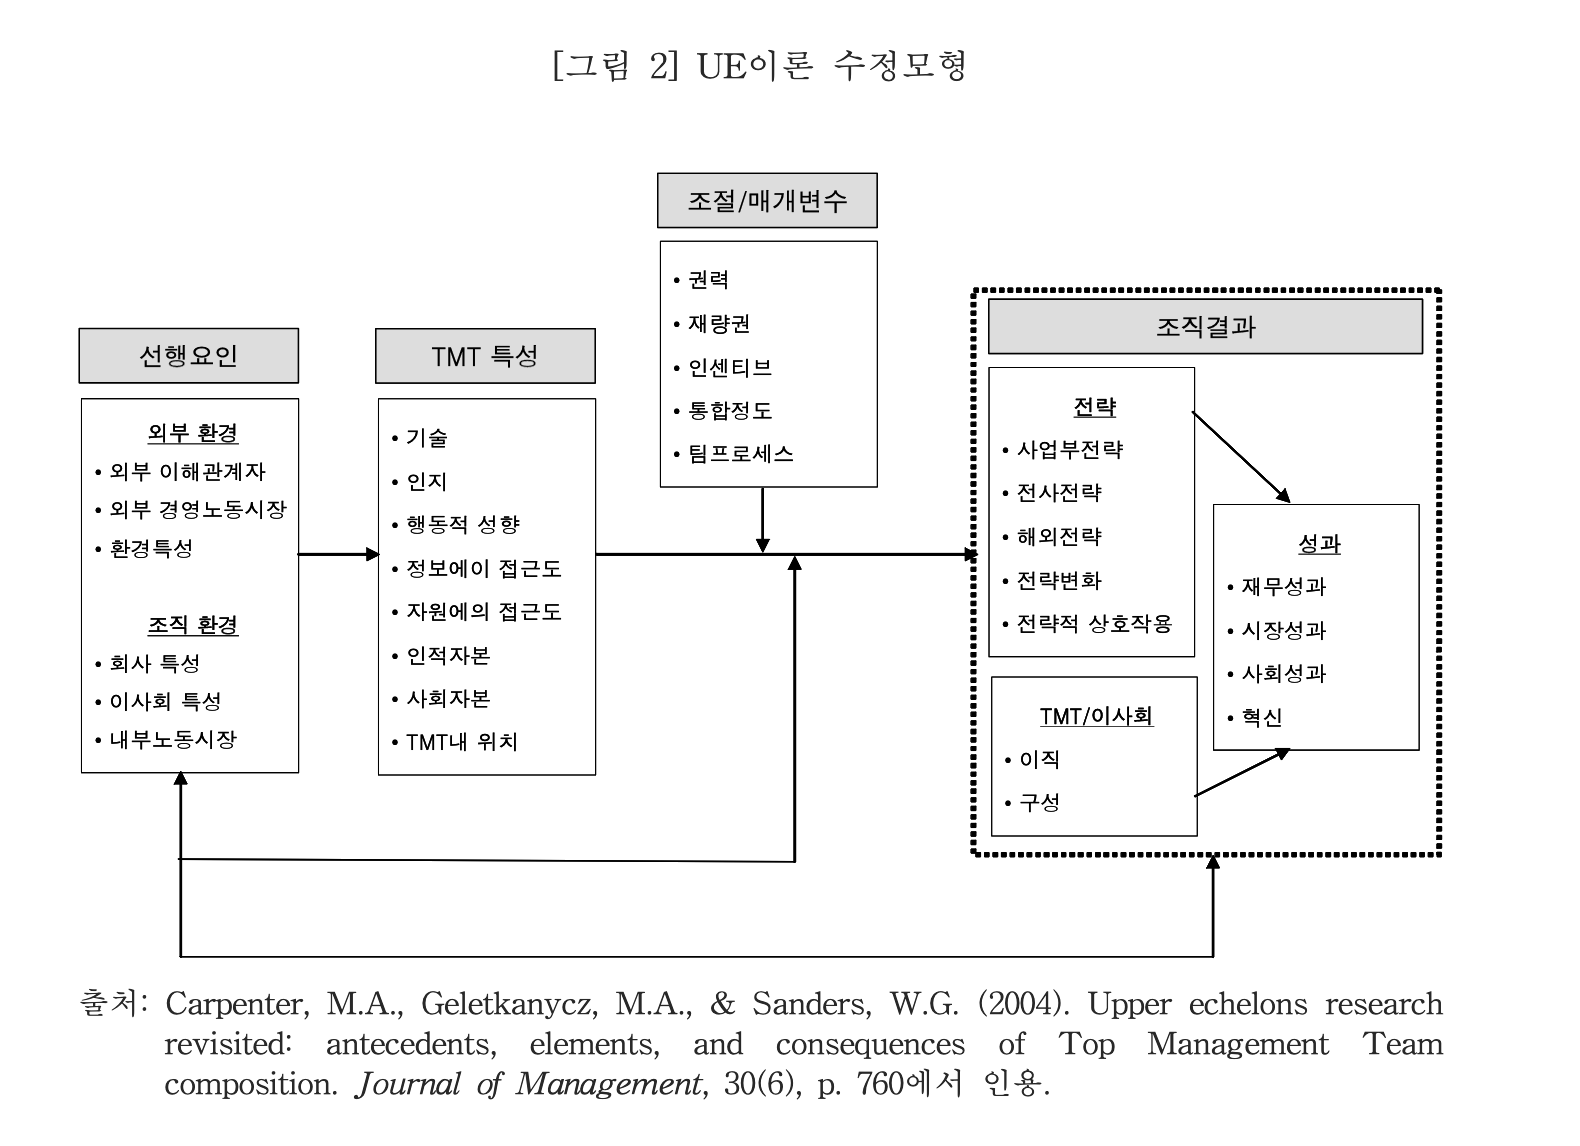 [그림 2] UE이론 수정모형
조절/매개변수
• 권력
• 재량권
• 인센티브
• 통합정도
• 팀프로세스
선행요인
외부 환경
• 외부 이해관계자
• 외부 경영노동시장
• 환경특성
조직 환경
• 회사 특성
• 이사회 특성
• 내부노동시장
TMT 특성
• 기술
• 인지
• 행동적 성향
• 정보에이 접근도
• 자원에의 접근도
• 인적자본
• 사회자본
• TMT내 위치
조직결과
전략
• 사업부전략
• 전사전략
• 해외전략
• 전략변화
• 전략적 상호작용
TMT/이사회
• 이직
• 구성
성과
• 재무성과
• 시장성과
• 사회성과
• 혁신
출처: Carpenter, M.A., Geletkanycz, M.A., & Sanders, W.G. (2004). Upper echelons research
revisited: antecedents, elements, and consequences of Top Management Team
composition. Journal of Management, 30(6), p. 760에서 인용.